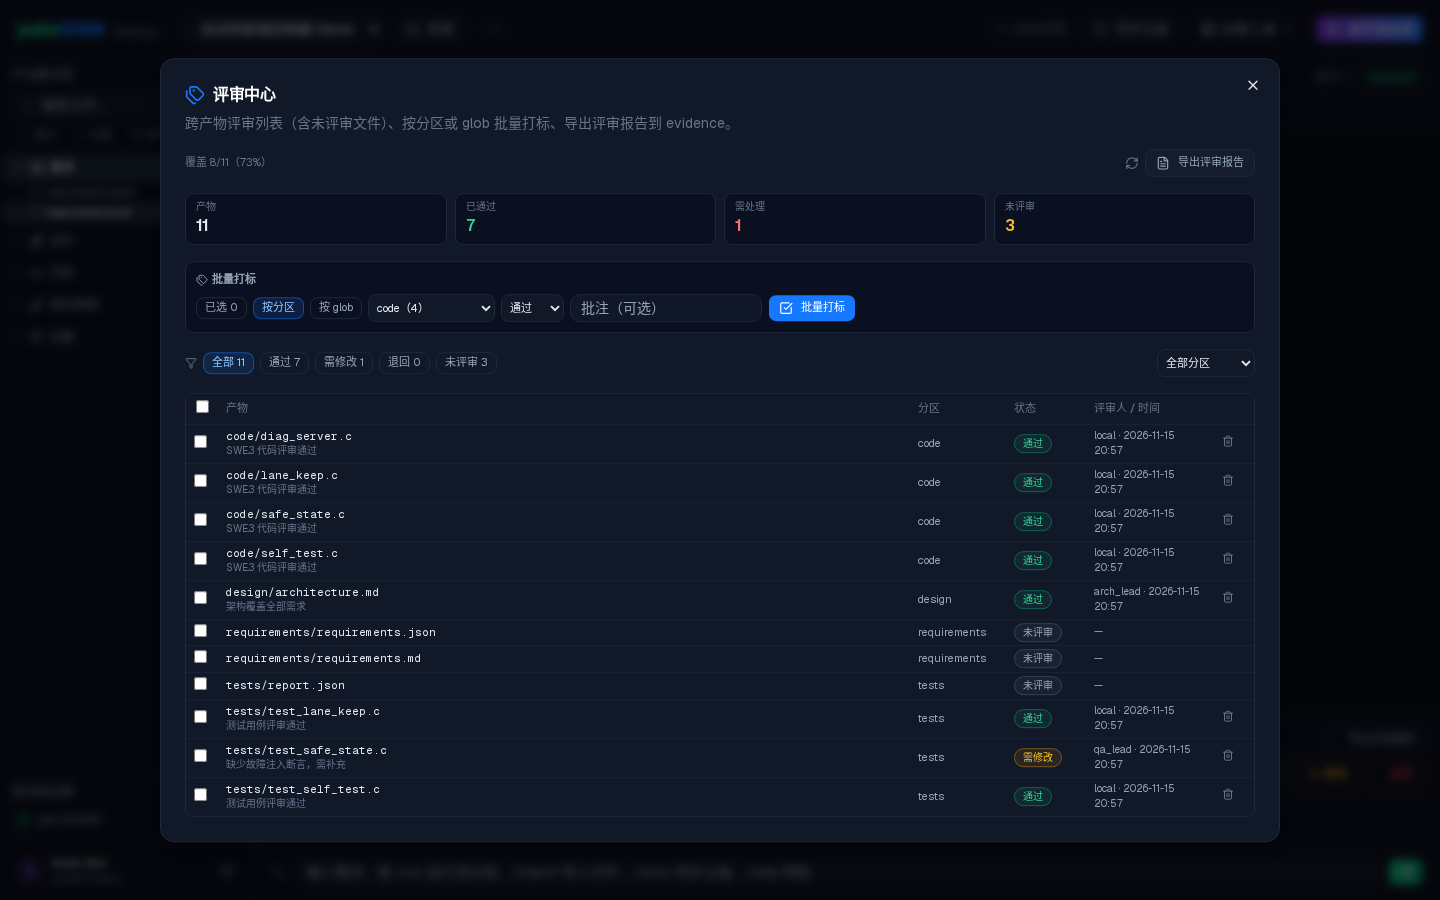 评审中心
跨产物评审列表（含未评审文件）、按分区或 glob 批量打标、导出评审报告到 evidence。
覆盖 8/11（73%）
导出评审报告
产物
11
已通过
7
需处理
1
未评审
3
批量打标
已选 0
按分区
按 glob
code (4)
通过
批注（可选）
批量打标
全部 11
通过 7
需修改 1
退回 0
未评审 3
全部分区
产物 分区 状态 评审人 / 时间
code/diag_server.c
SWE3 代码评审通过
code
通过
local · 2026-11-15
20:57
code/lane_keep.c
SWE3 代码评审通过
code
通过
local · 2026-11-15
20:57
code/safe_state.c
SWE3 代码评审通过
code
通过
local · 2026-11-15
20:57
code/self_test.c
SWE3 代码评审通过
code
通过
local · 2026-11-15
20:57
design/architecture.md
架构覆盖全部需求
design
通过
arch_lead · 2026-11-15
20:57
requirements/requirements.json
requirements
未评审
—
requirements/requirements.md
requirements
未评审
—
tests/report.json
tests
未评审
—
tests/test_lane_keep.c
测试用例评审通过
tests
通过
local · 2026-11-15
20:57
tests/test_safe_state.c
缺少故障注入断言，需补充
tests
需修改
qa_lead · 2026-11-15
20:57
tests/test_self_test.c
测试用例评审通过
tests
通过
local · 2026-11-15
20:57